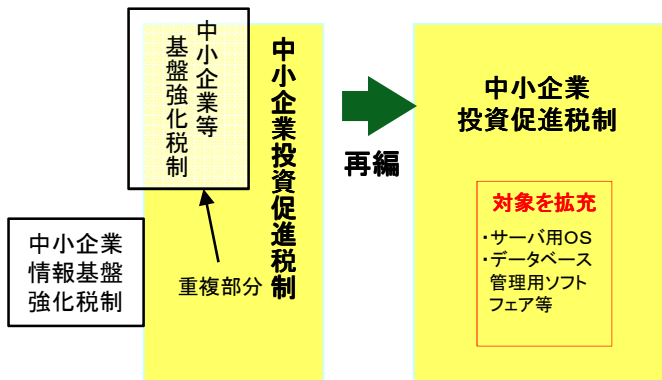 中小企業等
基盤強化税制
中小企業投資促進税制
重複部分
中小企業
情報基盤
強化税制
再編
中小企業
投資促進税制
対象を拡充
・サーバ用OS
・データベース
管理用ソフト
フェア等